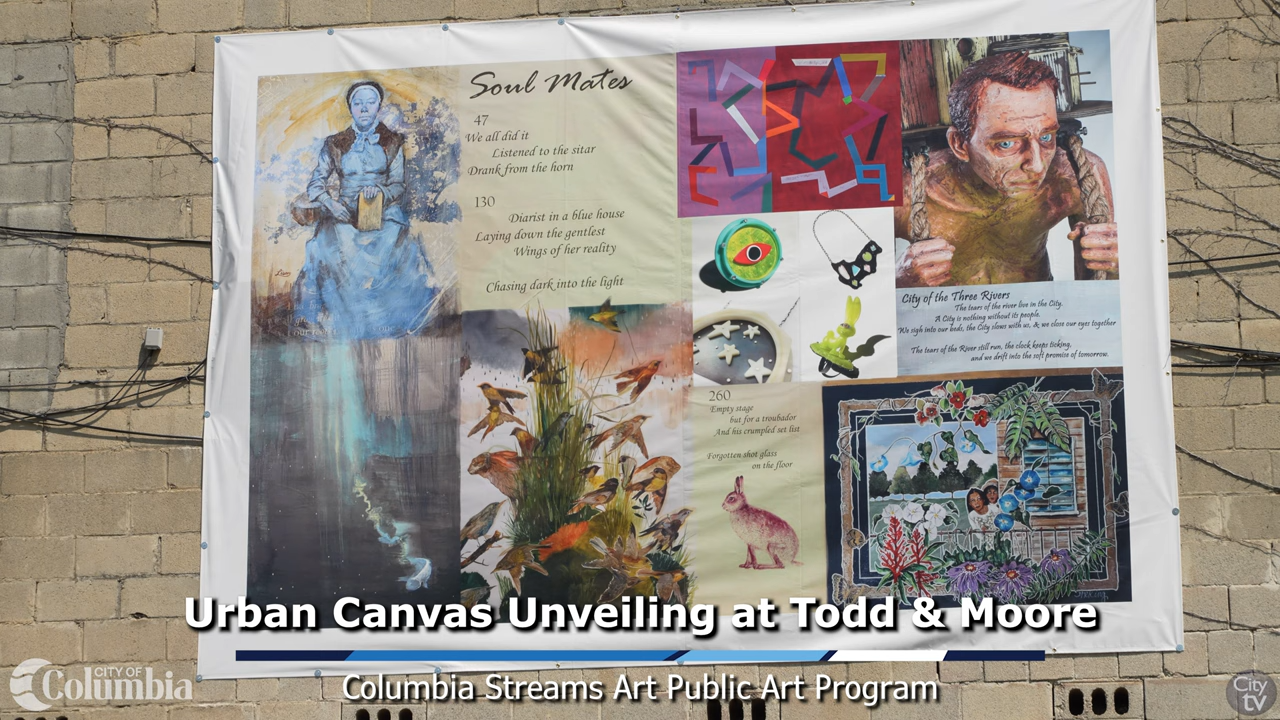 Soul Mates
47
We all did it
Listened to the sitar
Drank from the horn
130
Diarist in a blue house
Laying down the gentlest
Wings of her reality
Chasing dark into the light
City of the Three Rivers
The tears of the river live in the City.
A City is nothing without its people.
We sigh into our beds, the City slows with us, & we close our eyes together
The tears of the River still run, the clock keeps ticking,
and we drift into the soft promise of tomorrow.
260
Empty stage
but for a troubador
And his crumpled set list
Forgotten shot glass
on the floor
Urban Canvas Unveiling at Todd & Moore
Columbia Streams Art Public Art Program
CITY OF
Columbia
City
tv